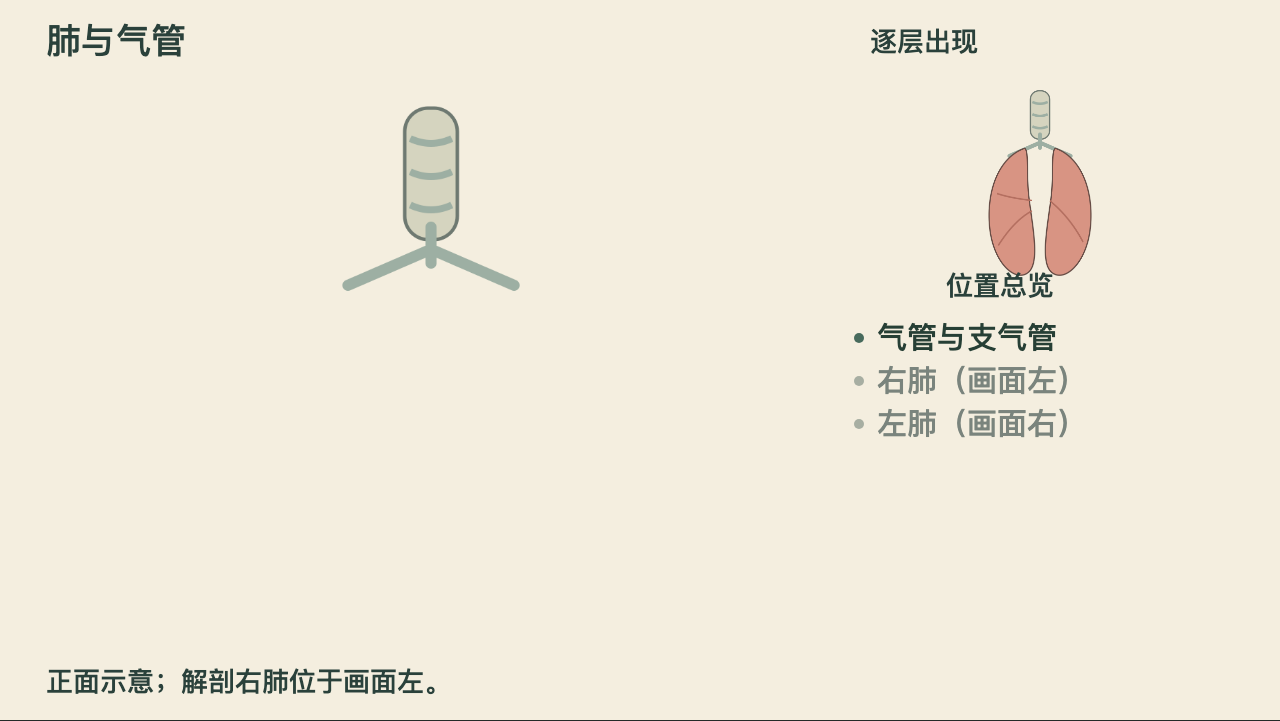 肺与气管
逐层出现
位置总览
气管与支气管
右肺（画面左）
左肺（画面右）
正面示意；解剖右肺位于画面左。